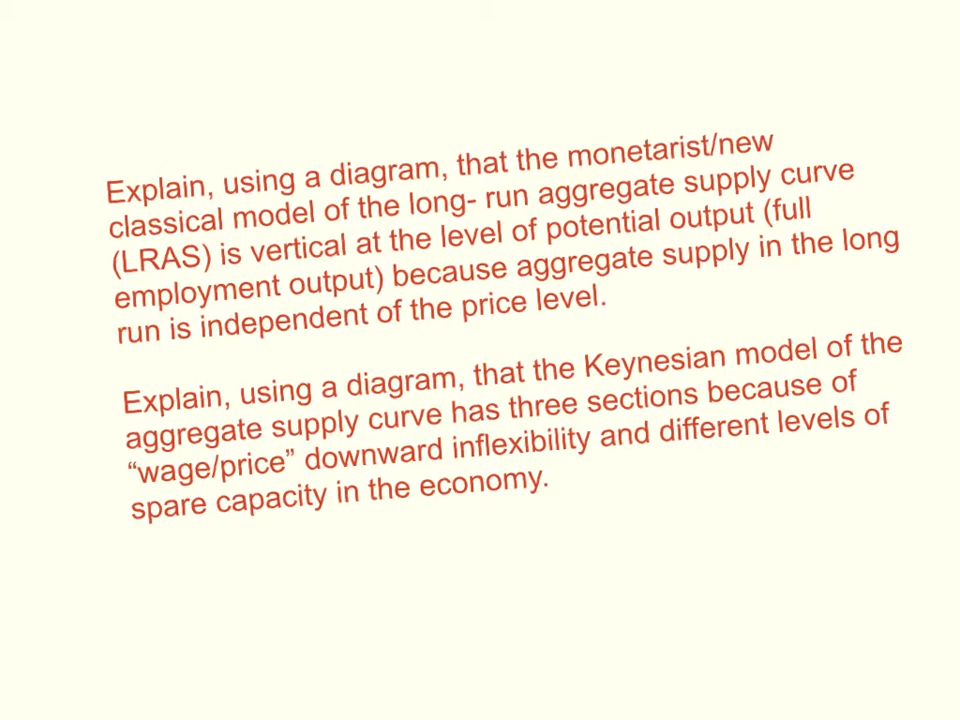 Explain, using a diagram, that the monetarist/new
classical model of the long- run aggregate supply curve
(LRAS) is vertical at the level of potential output (full
employment output) because aggregate supply in the long
run is independent of the price level.
Explain, using a diagram, that the Keynesian model of the
aggregate supply curve has three sections because of
“wage/price” downward inflexibility and different levels of
spare capacity in the economy.